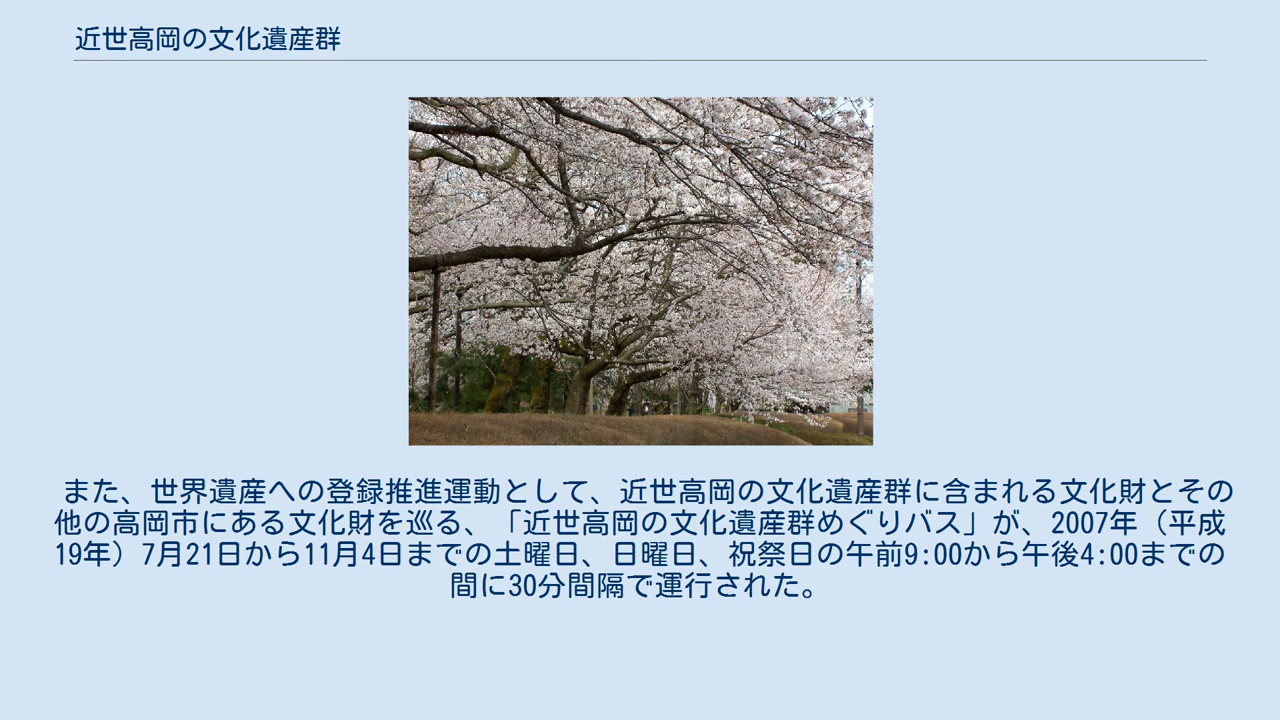 近世高岡の文化遺産群
また、世界遺産への登録推進運動として、近世高岡の文化遺産群に含まれる文化財とその
他の高岡市にある文化財を巡る、「近世高岡の文化遺産群めぐりバス」が、2007年（平成
19年）7月21日から11月4日までの土曜日、日曜日、祝祭日の午前9:00から午後4:00までの
間に30分間隔で運行された。